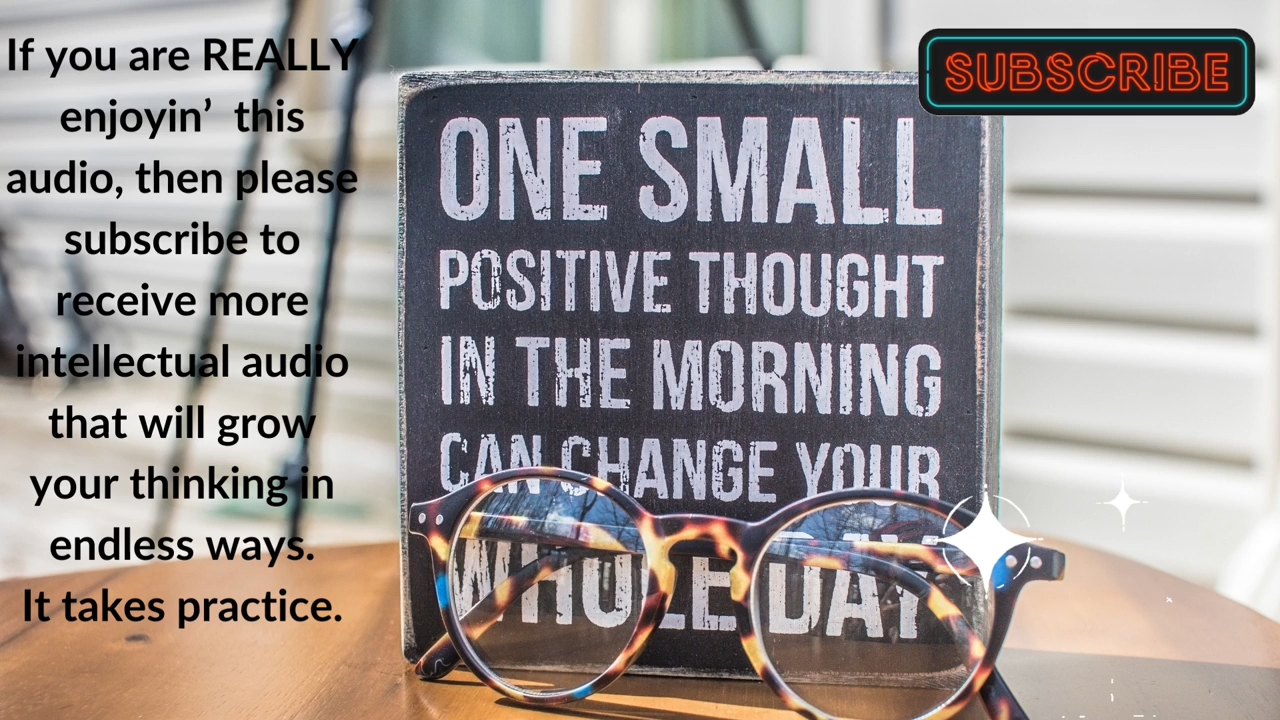 If you are REALLY
enjoyin’ this
audio, then please
subscribe to
receive more
intellectual audio
that will grow
your thinking in
endless ways.
It takes practice.
SUBSCRIBE
ONE SMALL
POSITIVE THOUGHT
IN THE MORNING
CAN CHANGE YOUR
WHOLE DAY